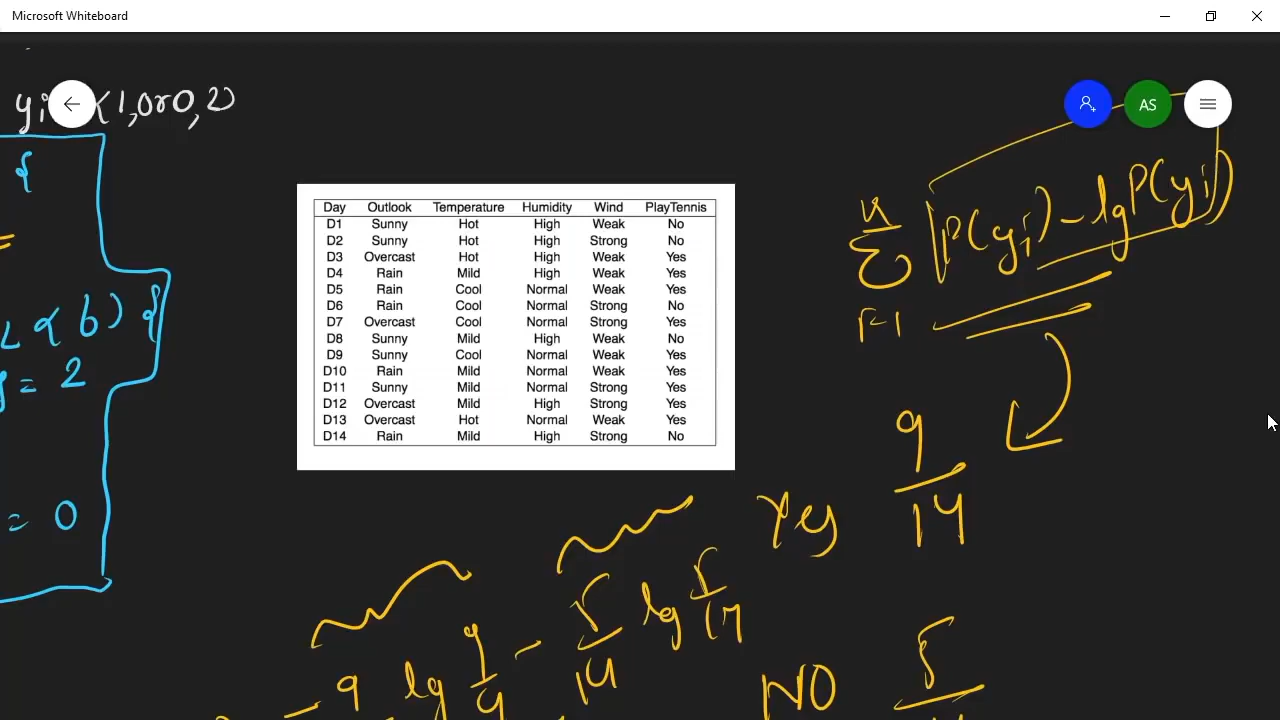 Microsoft Whiteboard
(1,0r0,2)
AS
{
Day Outlook Temperature Humidity Wind PlayTennis
D1 Sunny Hot High Weak No
D2 Sunny Hot High Strong No
D3 Overcast Hot High Weak Yes
D4 Rain Mild High Weak Yes
D5 Rain Cool Normal Weak Yes
D6 Rain Cool Normal Strong No
D7 Overcast Cool Normal Strong Yes
D8 Sunny Mild High Weak No
D9 Sunny Cool Normal Weak Yes
D10 Rain Mild Normal Weak Yes
D11 Sunny Mild Normal Strong Yes
D12 Overcast Mild High Strong Yes
D13 Overcast Hot Normal Weak Yes
D14 Rain Mild High Strong No
P(yi) - lg P(yi)
= 2
= 0
Yes 9/14
- 9 lg 9/9 - 5/14 lg 5/14
NO 5